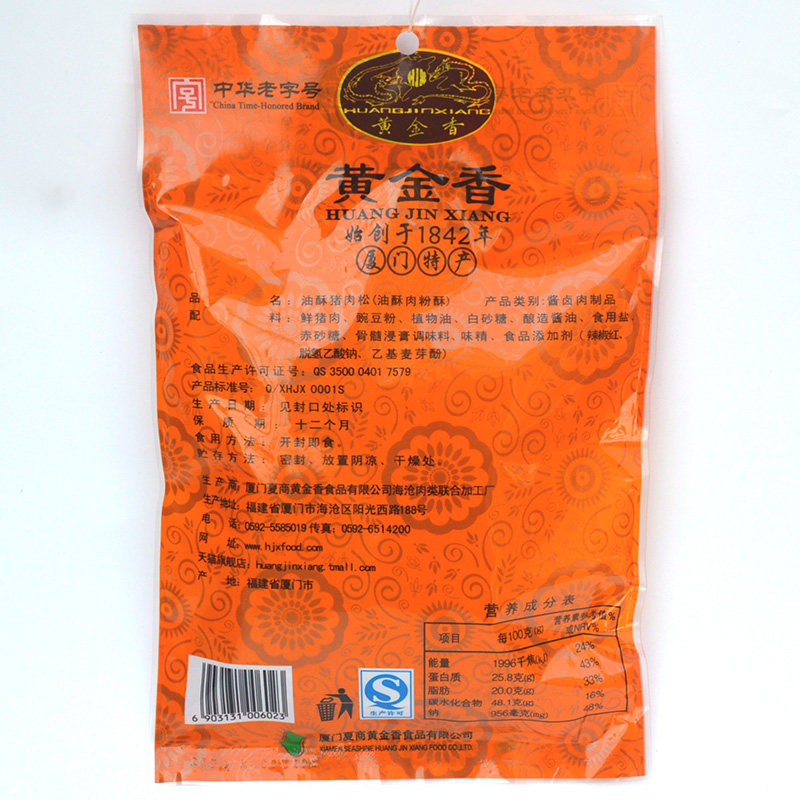 中华老字号
"China Time-Honored Brand
HUANGJINXIANG
黄金香
黄金香
HUANG JIN XIANG
始创于1842年
厦门特产
品 名：油酥猪肉松(油酥肉粉酥) 产品类别：酱卤肉制品
配 料：鲜猪肉、豌豆粉、植物油、白砂糖、酿造酱油、食用盐、
赤砂糖、骨髓浸膏调味料、味精、食品添加剂（辣椒红、
脱氢乙酸钠、乙基麦芽酚）
食品生产许可证号：QS 3500 0401 7579
产品标准号：Q/XHJX 0001S
生产日期：见封口处标识
保 质 期：十二个月
食用方法：开封即食。
贮存方法：密封、放置阴凉、干燥处。
生 产 商：厦门夏商黄金香食品有限公司海沧肉类联合加工厂
生产地址：福建省厦门市海沧区阳光西路188号
电 话：0592-5585019 传真：0592-6514200
网 址：www.hjxfood.com
天猫旗舰店：huangjinxiang.tmall.com
产 地：福建省厦门市
营养成分表
项目 每100克(g) 营养素参考值%或NRV%
能量 1996千焦(kJ) 24%
蛋白质 25.8克(g) 43%
脂肪 20.0克(g) 33%
碳水化合物 48.1克(g) 16%
钠 956毫克(mg) 48%
6 903131 006023
QS
生产许可
厦门夏商黄金香食品有限公司
XIAMEN SEASHINE HUANG JIN XIANG FOOD CO.,LTD.